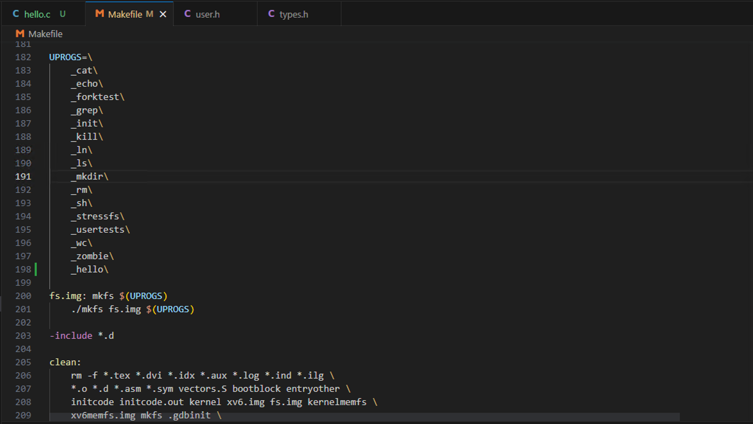 C hello.c U M Makefile M × C user.h C types.h
M Makefile
181
182 UPROGS=\
183 _cat\
184 _echo\
185 _forktest\
186 _grep\
187 _init\
188 _kill\
189 _ln\
190 _ls\
191 _mkdir\
192 _rm\
193 _sh\
194 _stressfs\
195 _usertests\
196 _wc\
197 _zombie\
198 _hello\
199
200 fs.img: mkfs $(UPROGS)
201 ./mkfs fs.img $(UPROGS)
202
203 -include *.d
204
205 clean:
206 rm -f *.tex *.dvi *.idx *.aux *.log *.ind *.ilg \
207 *.o *.d *.asm *.sym vectors.S bootblock entryother \
208 initcode initcode.out kernel xv6.img fs.img kernelmemfs \
209 xv6memfs.img mkfs .gdbinit \